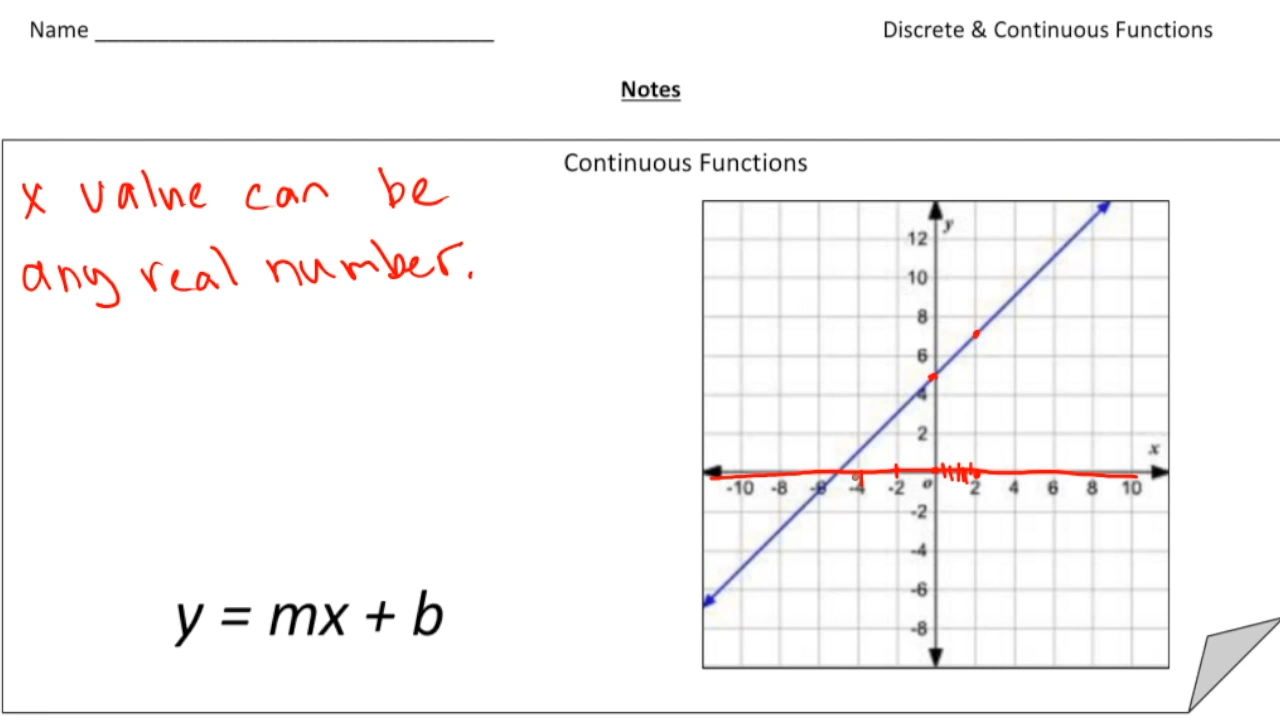 Name ________________________________
Discrete & Continuous Functions
Notes
Continuous Functions
x value can be
any real number.
y = mx + b
y
12
10
8
6
4
2
x
-10 -8 -6 -4 -2 o 2 4 6 8 10
-2
-4
-6
-8